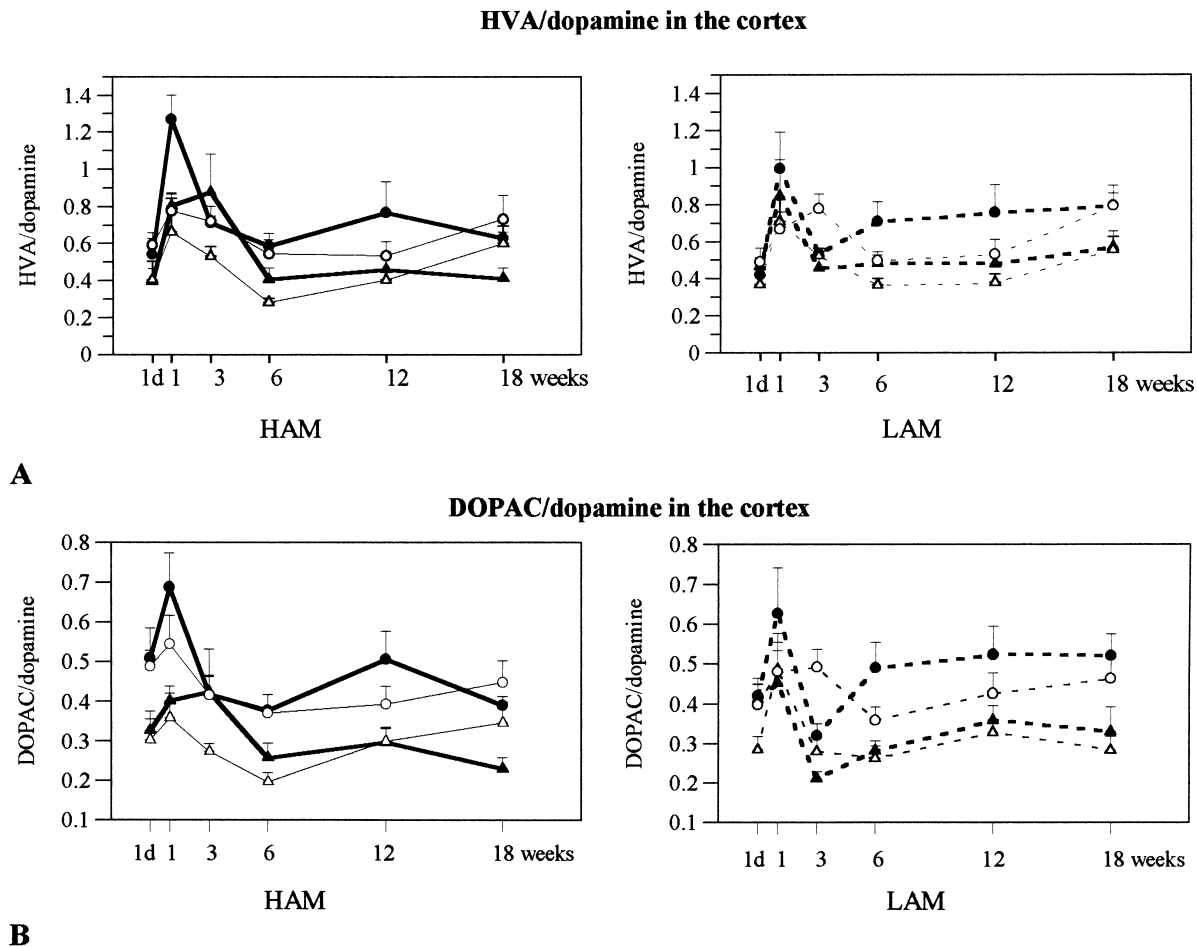 HVA/dopamine in the cortex
HVA/dopamine
1.4
1.2
1
0.8
0.6
0.4
0.2
0
1d 1 3 6 12 18 weeks
HAM
HVA/dopamine
1.4
1.2
1
0.8
0.6
0.4
0.2
0
1d 1 3 6 12 18 weeks
LAM
A
DOPAC/dopamine in the cortex
DOPAC/dopamine
0.8
0.7
0.6
0.5
0.4
0.3
0.2
0.1
1d 1 3 6 12 18 weeks
HAM
DOPAC/dopamine
0.8
0.7
0.6
0.5
0.4
0.3
0.2
0.1
1d 1 3 6 12 18 weeks
LAM
B